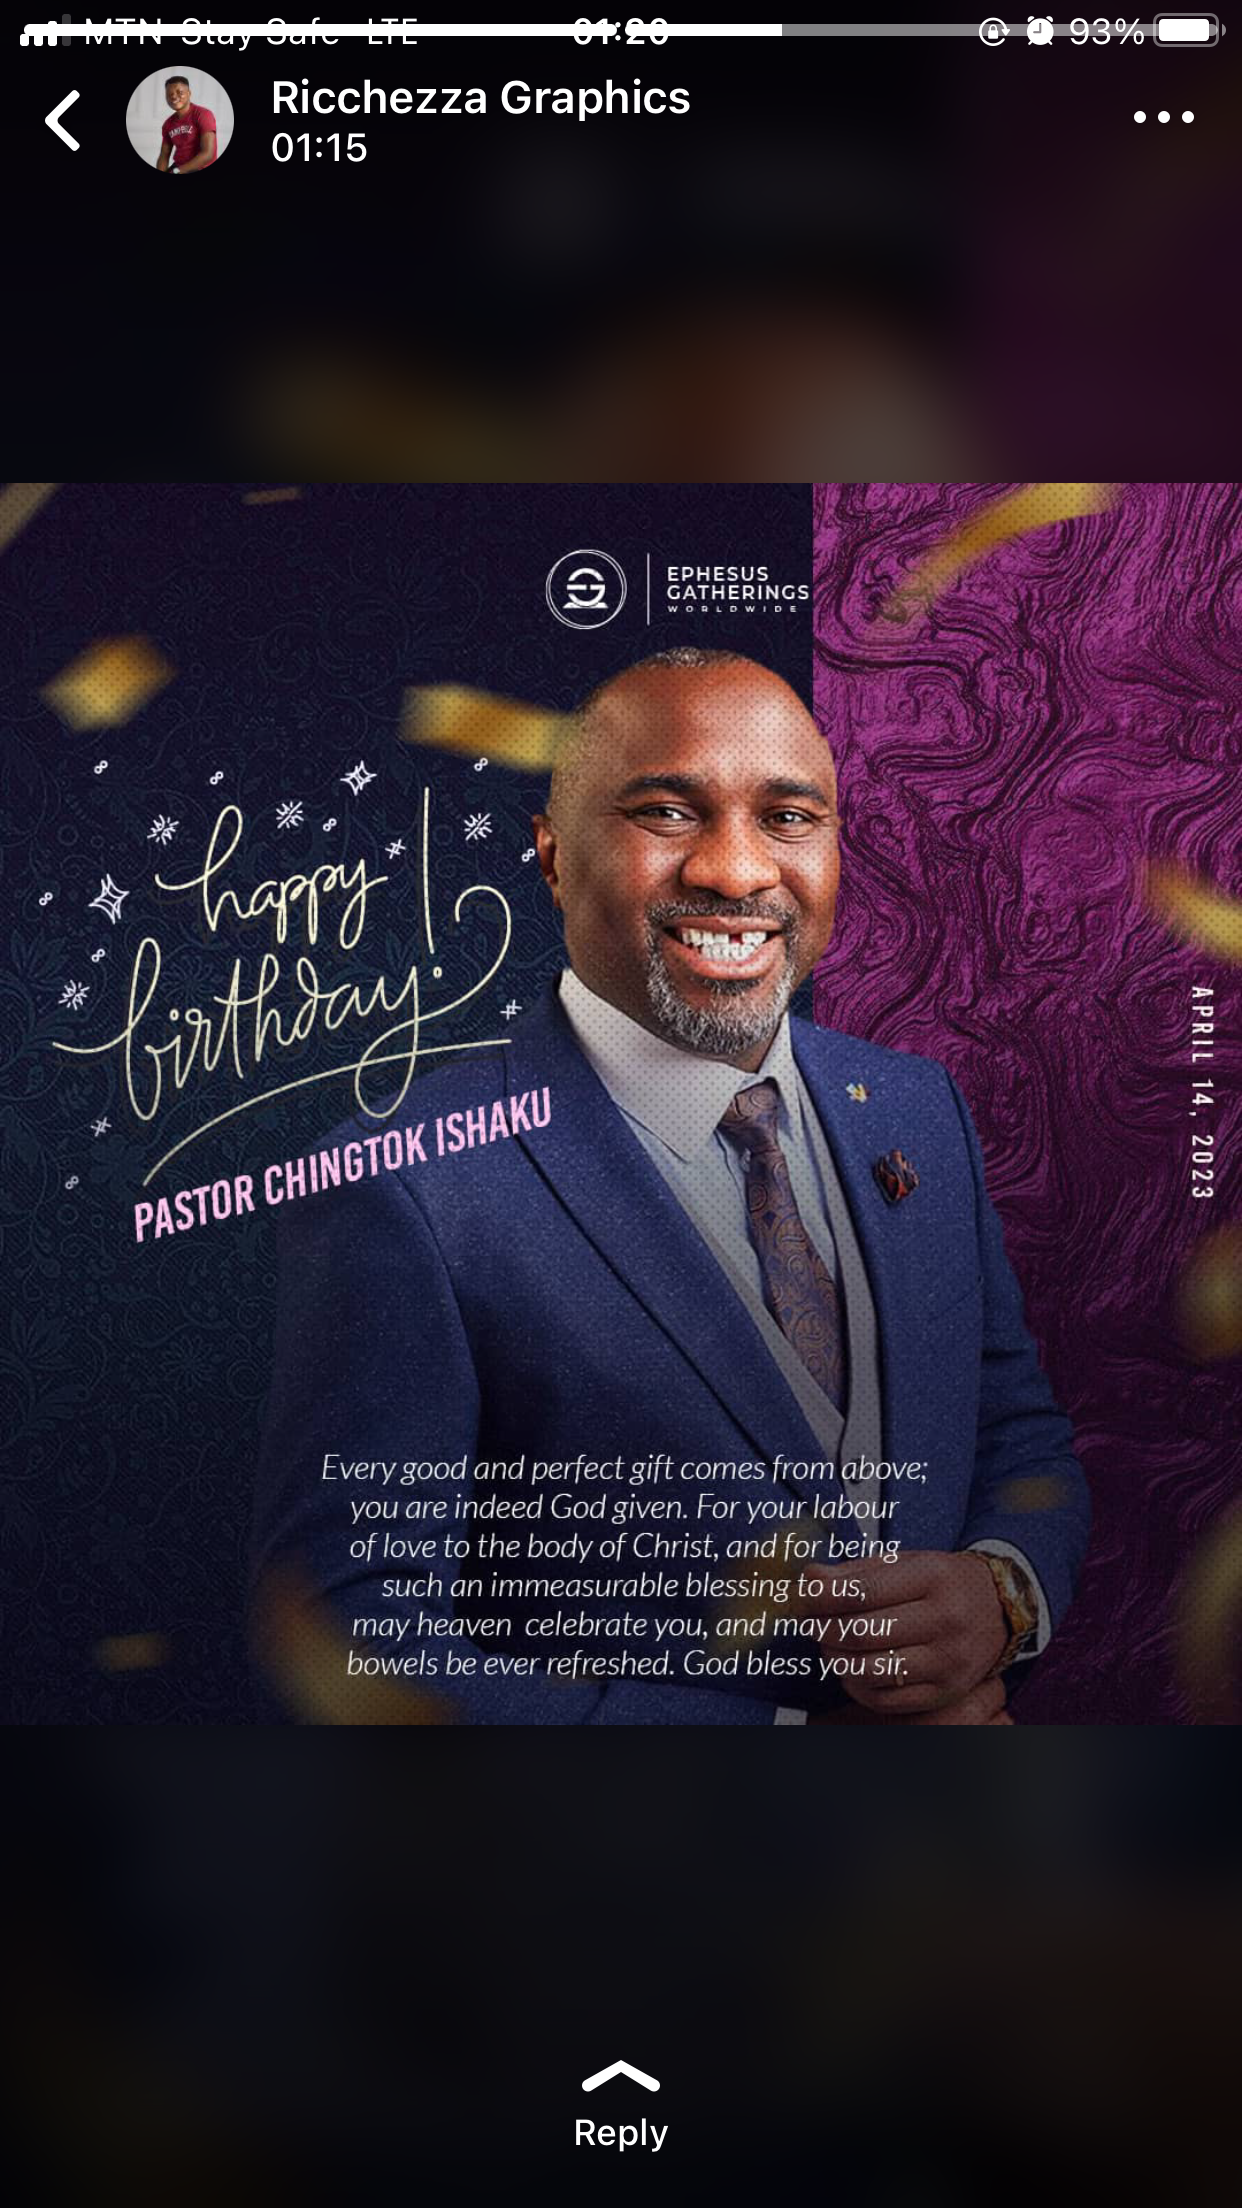 MTN-Stay Safe LTE 01:20 93%
Ricchezza Graphics
01:15
EPHESUS
GATHERINGS
WORLDWIDE
happy
birthday!
PASTOR CHINGTOK ISHAKU
APRIL 14, 2023
Every good and perfect gift comes from above;
you are indeed God given. For your labour
of love to the body of Christ, and for being
such an immeasurable blessing to us,
may heaven celebrate you, and may your
bowels be ever refreshed. God bless you sir.
Reply